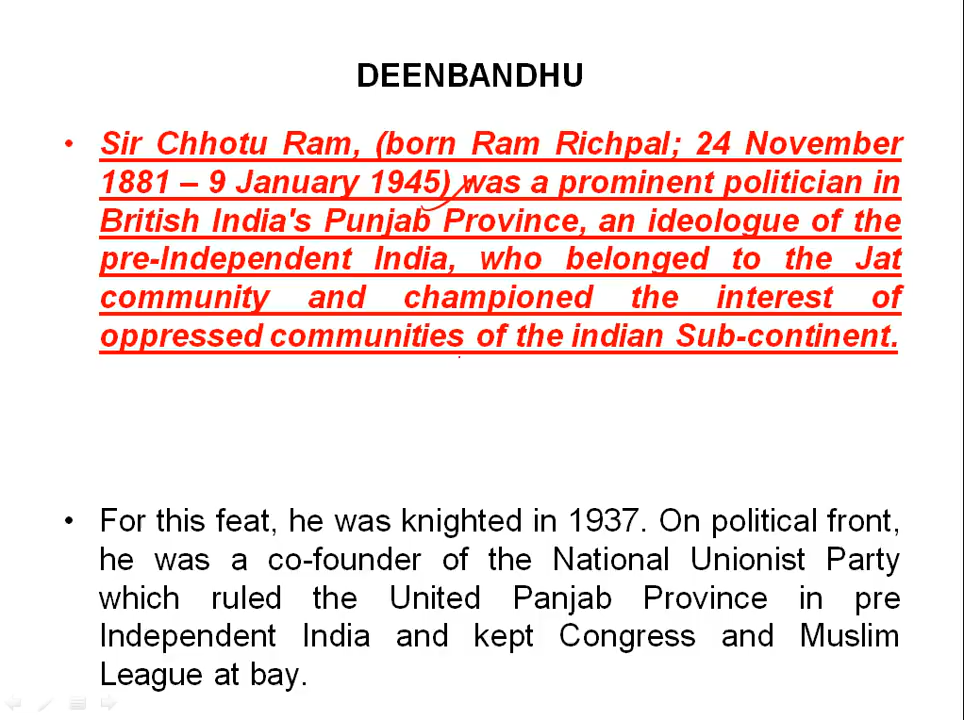 DEENBANDHU
• Sir Chhotu Ram, (born Ram Richpal; 24 November
1881 – 9 January 1945) was a prominent politician in
British India's Punjab Province, an ideologue of the
pre-Independent India, who belonged to the Jat
community and championed the interest of
oppressed communities of the indian Sub-continent.
• For this feat, he was knighted in 1937. On political front,
he was a co-founder of the National Unionist Party
which ruled the United Panjab Province in pre
Independent India and kept Congress and Muslim
League at bay.